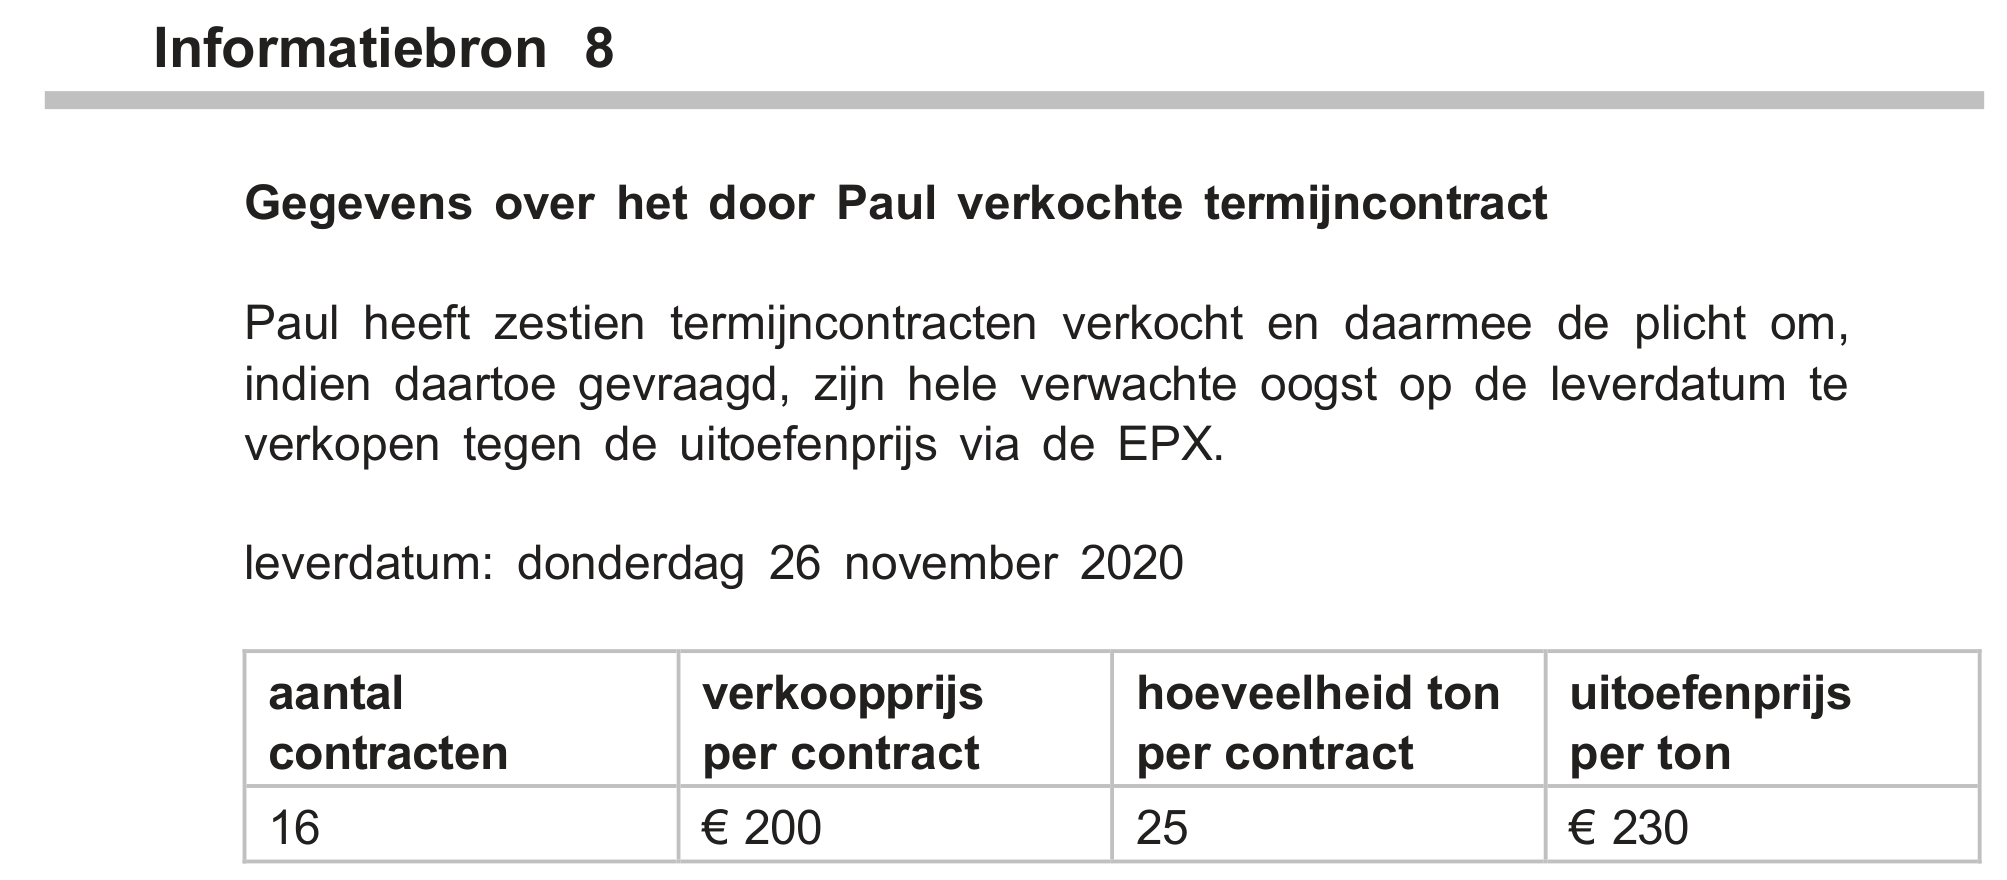 Informatiebron 8
Gegevens over het door Paul verkochte termijncontract
Paul heeft zestien termijncontracten verkocht en daarmee de plicht om,
indien daartoe gevraagd, zijn hele verwachte oogst op de leverdatum te
verkopen tegen de uitoefenprijs via de EPX.
leverdatum: donderdag 26 november 2020
aantal contracten
verkoopprijs per contract
hoeveelheid ton per contract
uitoefenprijs per ton
16
€ 200
25
€ 230